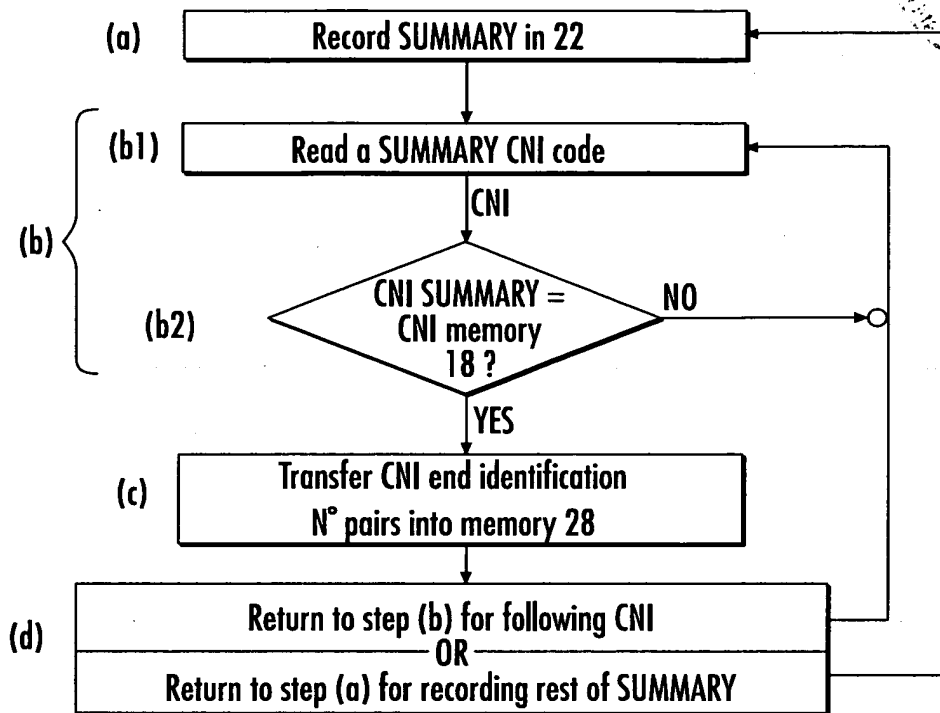 (a)
Record SUMMARY in 22
(b)
(b1)
Read a SUMMARY CNI code
CNI
(b2)
CNI SUMMARY =
CNI memory
18 ?
NO
YES
(c)
Transfer CNI end identification
N° pairs into memory 28
(d)
Return to step (b) for following CNI
OR
Return to step (a) for recording rest of SUMMARY